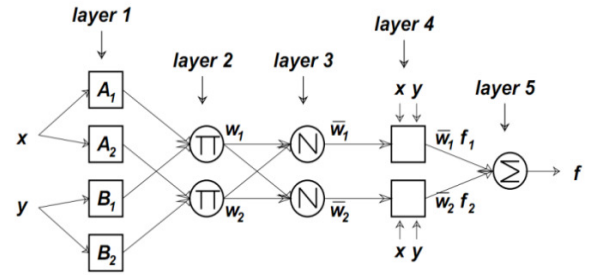 layer 1
layer 2
layer 3
layer 4
layer 5
x y
A₁
x
A₂
B₁
y
B₂
Π
w₁
Π
w₂
N
w̅₁
N
w̅₂
w̅₁ f₁
w̅₂ f₂
x y
Σ
f